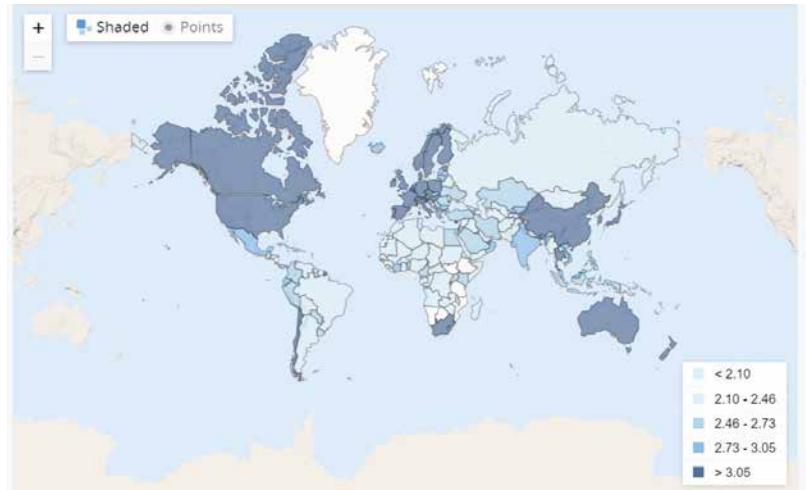 +
Shaded Points
−
< 2.10
2.10 - 2.46
2.46 - 2.73
2.73 - 3.05
> 3.05